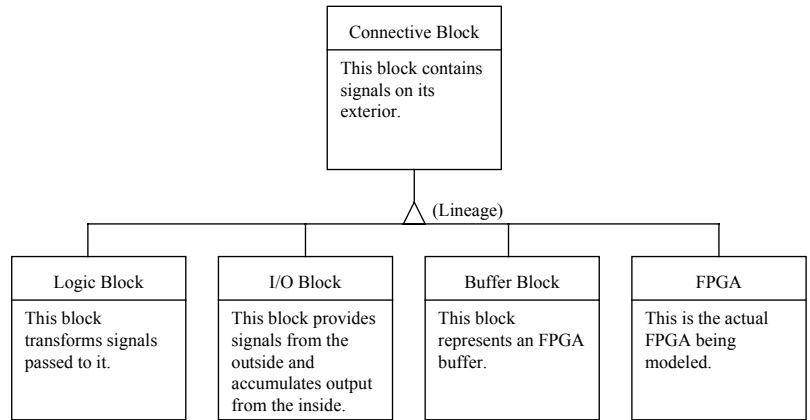 Connective Block
This block contains
signals on its
exterior.
(Lineage)
Logic Block
This block
transforms signals
passed to it.
I/O Block
This block provides
signals from the
outside and
accumulates output
from the inside.
Buffer Block
This block
represents an FPGA
buffer.
FPGA
This is the actual
FPGA being
modeled.